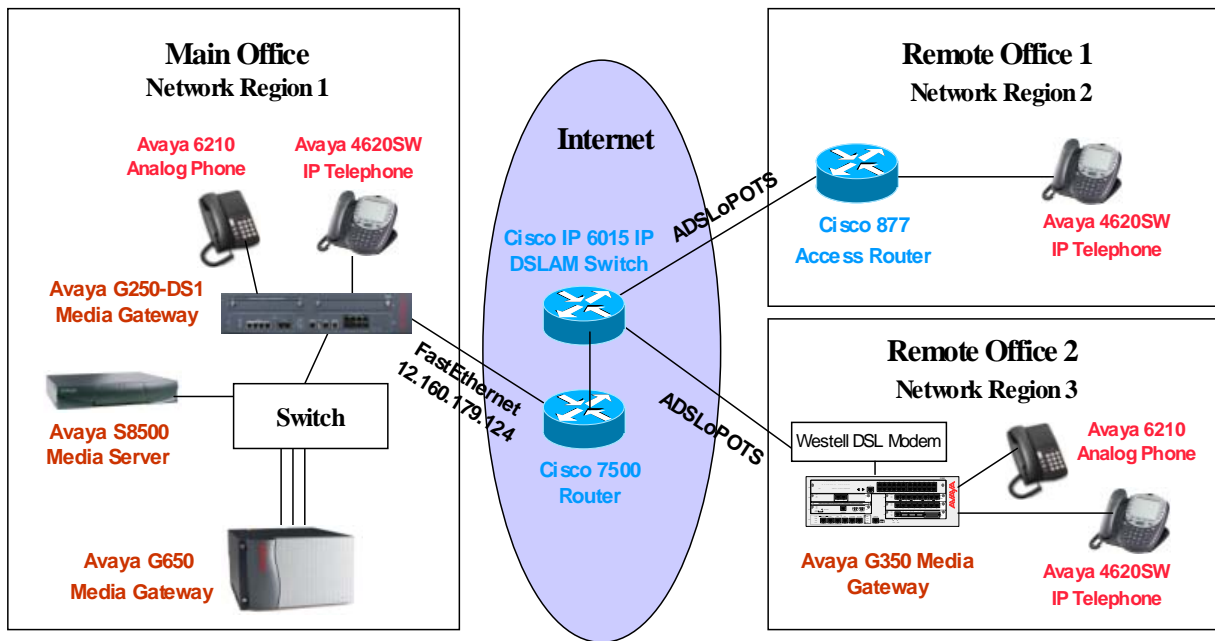 Main Office
Network Region 1
Avaya 6210
Analog Phone
Avaya 4620SW
IP Telephone
Avaya G250-DS1
Media Gateway
Avaya S8500
Media Server
Switch
Avaya G650
Media Gateway
FastEthernet
12.160.179.124
Internet
Cisco IP 6015 IP
DSLAM Switch
Cisco 7500
Router
ADSLoPOTS
ADSLoPOTS
Remote Office 1
Network Region 2
Cisco 877
Access Router
Avaya 4620SW
IP Telephone
Remote Office 2
Network Region 3
Westell DSL Modem
AVAYA
Avaya G350 Media
Gateway
Avaya 6210
Analog Phone
Avaya 4620SW
IP Telephone